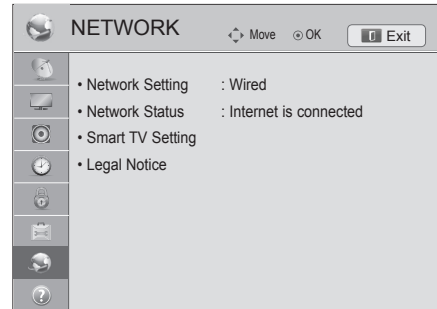 NETWORK Move OK Exit
• Network Setting : Wired
• Network Status : Internet is connected
• Smart TV Setting
• Legal Notice
?